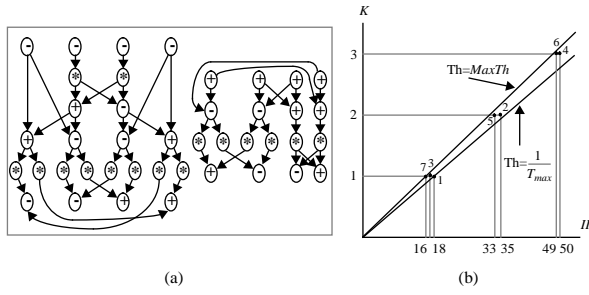 - - - -
* *
+ + + +
+ -
- - + +
+ - - +
* * * * * *
* * * * * * * *
+ - + +
- - + +
(a)
K
6
3
4
Th=MaxTh
2
2
5
Th=1/Tmax
7 3
1
1
II
16 18 33 35 49 50
(b)